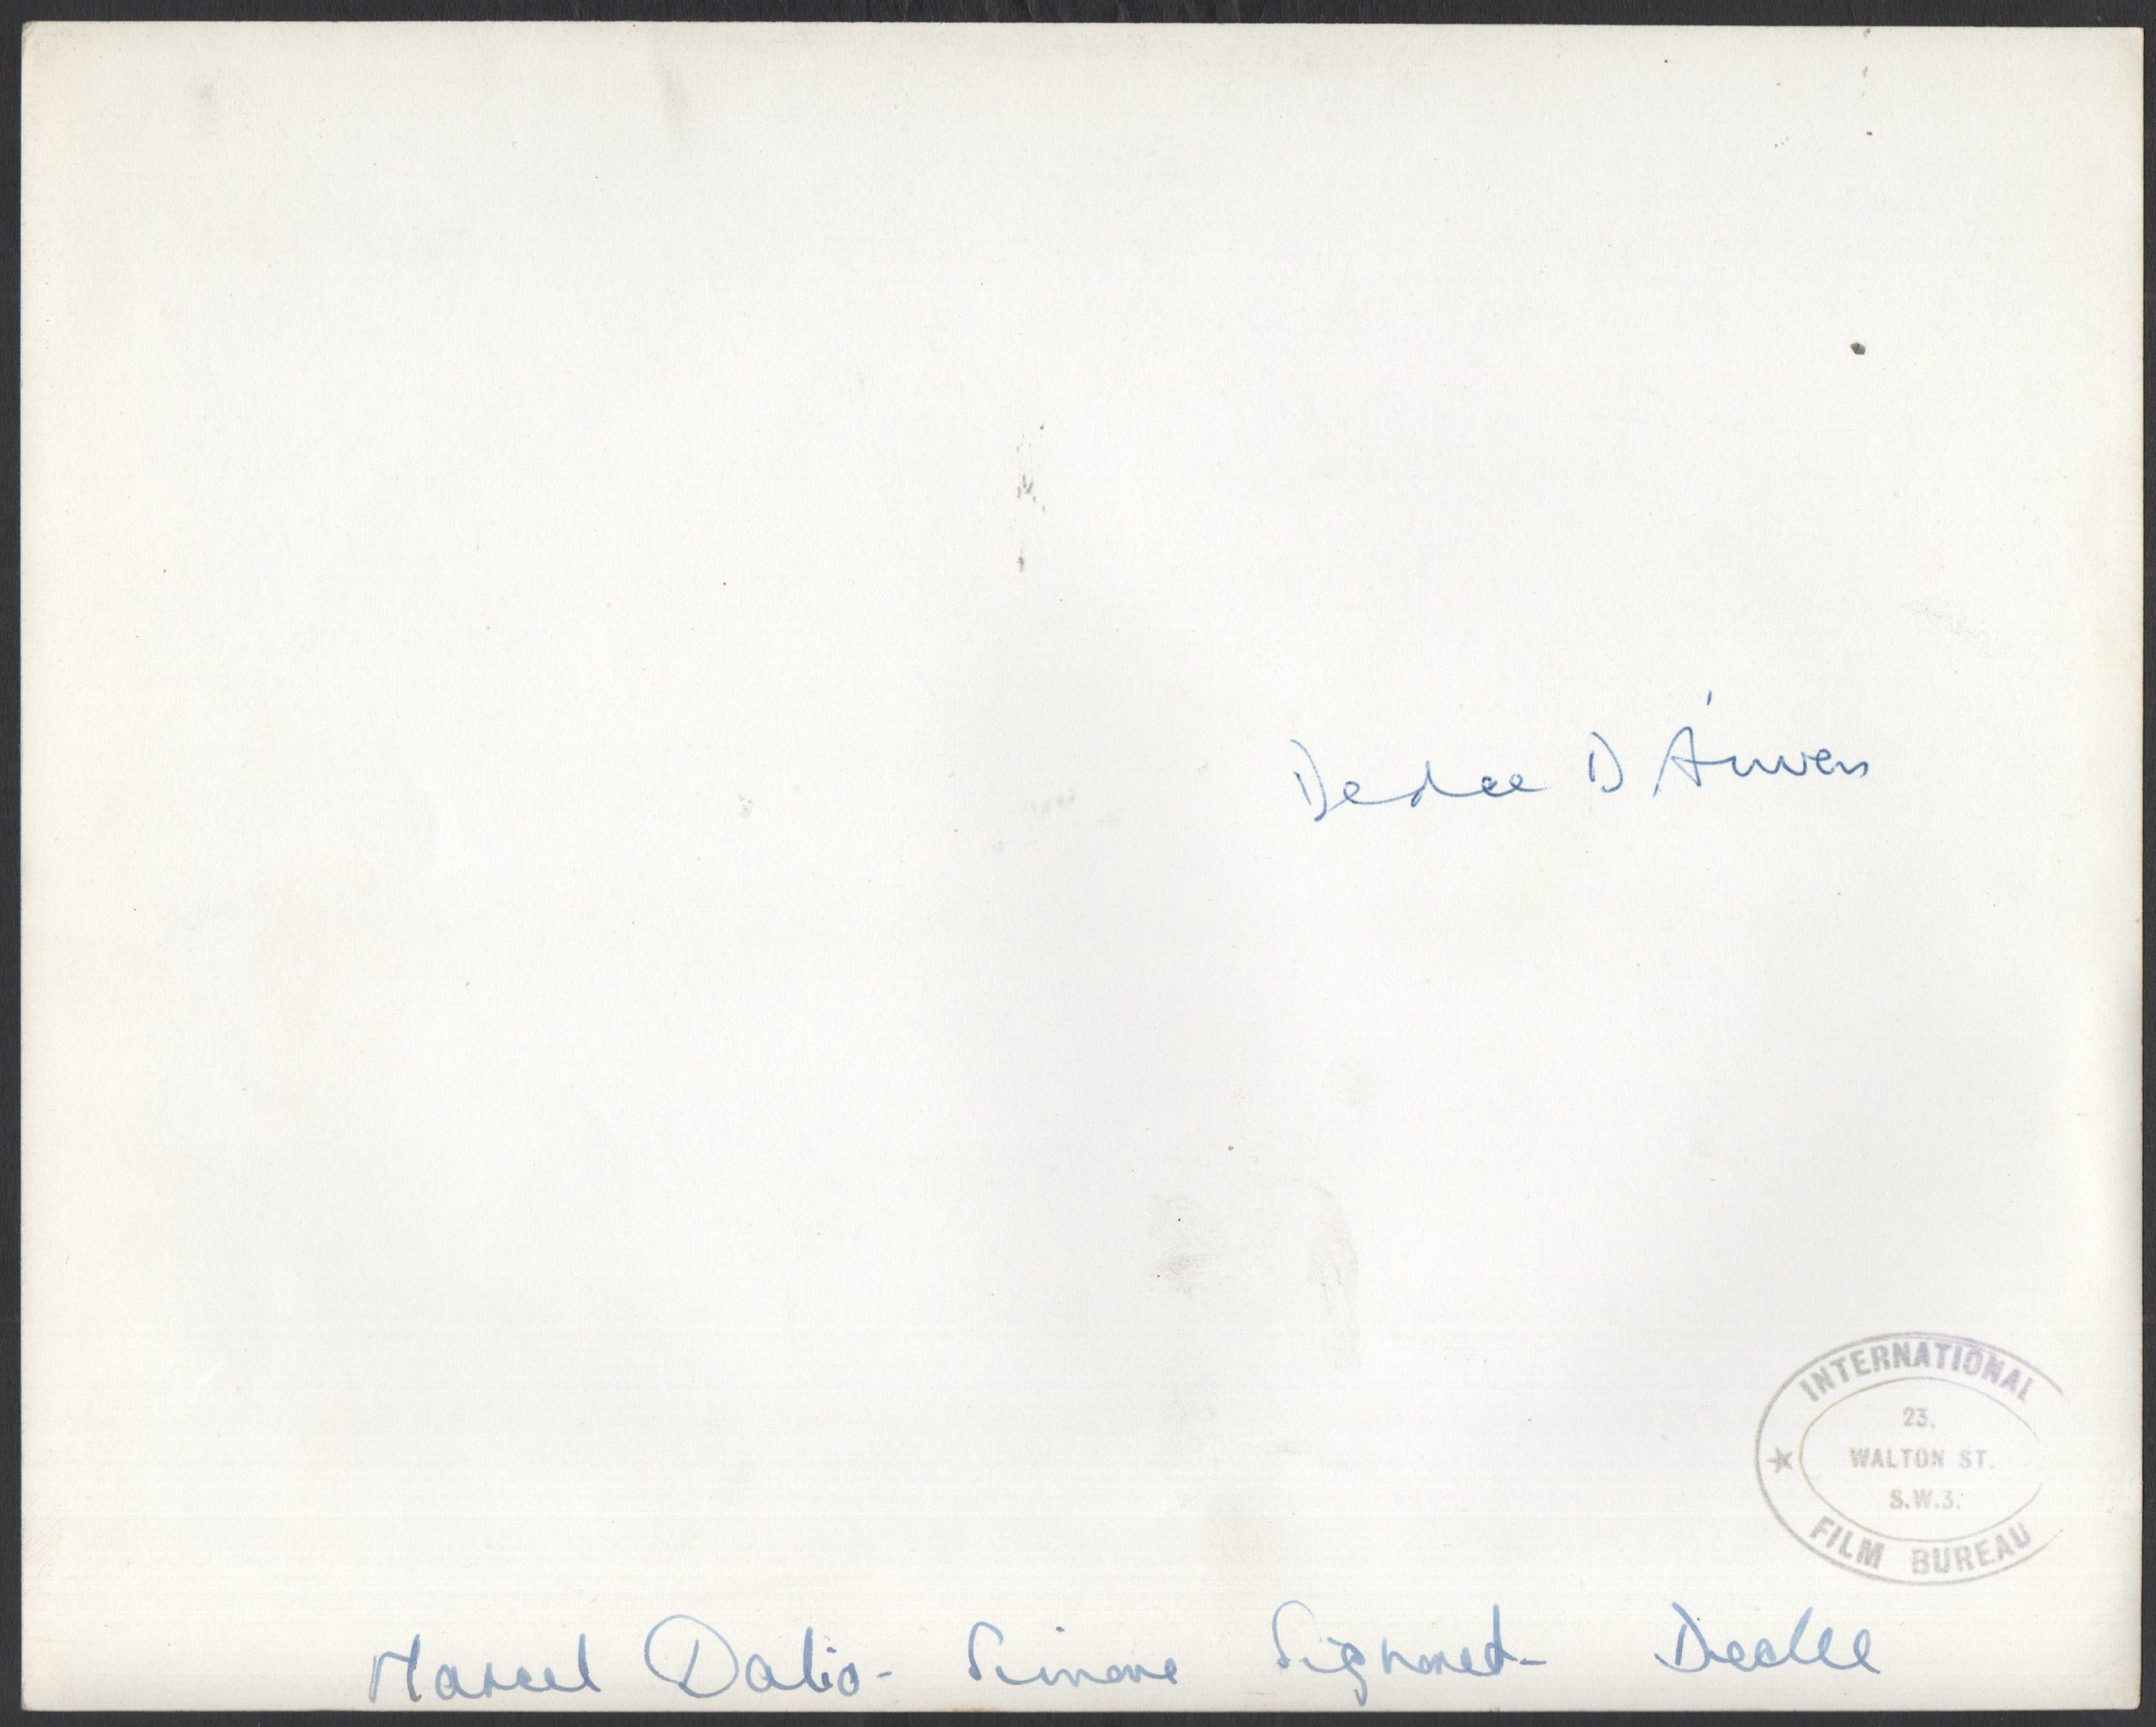 Dedee D'Anvers
INTERNATIONAL
23.
WALTON ST.
S.W.3.
FILM BUREAU
Marcel Dalio - Simone Signoret - Dedee